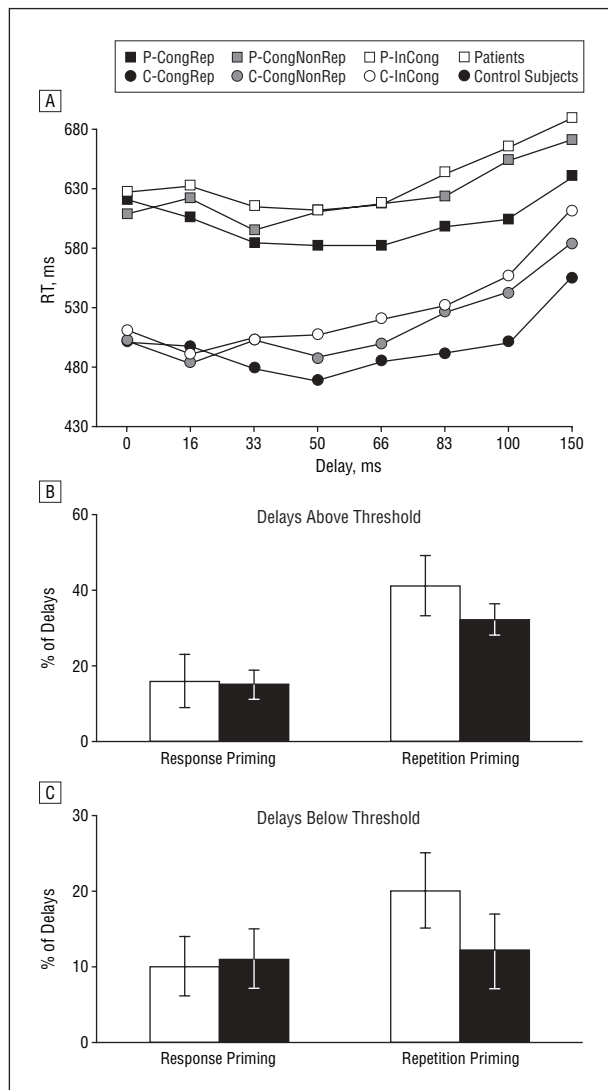 P-CongRep P-CongNonRep P-InCong Patients
C-CongRep C-CongNonRep C-InCong Control Subjects
A
680
630
580
530
480
430
RT, ms
0 16 33 50 66 83 100 150
Delay, ms
B
Delays Above Threshold
60
40
20
0
% of Delays
Response Priming Repetition Priming
C
Delays Below Threshold
30
20
10
0
% of Delays
Response Priming Repetition Priming